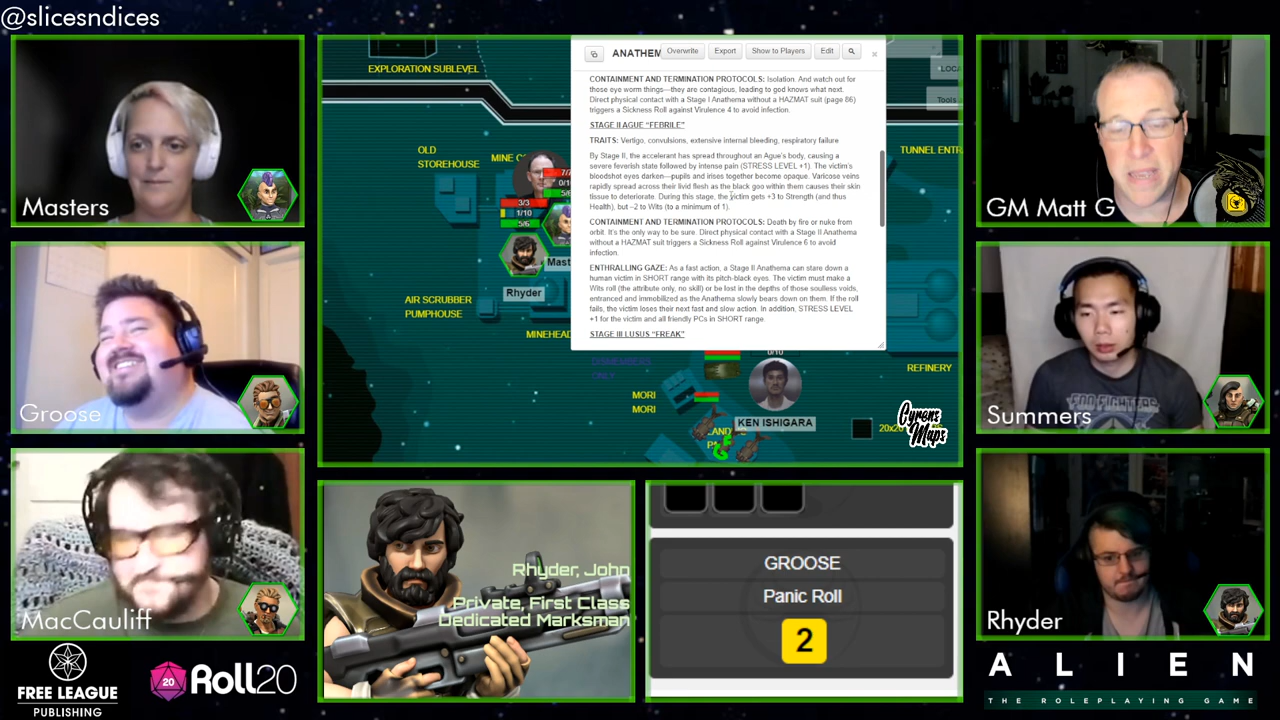 @slicesndices
Masters
Groose
MacCauliff
FREE LEAGUE
PUBLISHING
20
Roll20
EXPLORATION SUBLEVEL
OLD
STOREHOUSE
MINE
3/3
1/10
5/6
Rhyder
AIR SCRUBBER
PUMPHOUSE
MINEHEAD
ANATHEM
Overwrite
Export
Show to Players
Edit
CONTAINMENT AND TERMINATION PROTOCOLS: Isolation. And watch out for
those eye worm things—they are contagious, leading to god knows what next.
Direct physical contact with a Stage I Anathema without a HAZMAT suit (page 86)
triggers a Sickness Roll against Virulence 4 to avoid infection.
STAGE II AGUE "FEBRILE"
TRAITS: Vertigo, convulsions, extensive internal bleeding, respiratory failure
By Stage II, the accelerant has spread throughout an Ague's body, causing a
severe feverish state followed by intense pain (STRESS LEVEL +1). The victim's
bloodshot eyes darken—pupils and irises together become opaque. Varicose veins
rapidly spread across their livid flesh as the black goo within them causes their skin
tissue to deteriorate. During this stage, the victim gets +3 to Strength (and thus
Health), but –2 to Wits (to a minimum of 1).
CONTAINMENT AND TERMINATION PROTOCOLS: Death by fire or nuke from
orbit. It's the only way to be sure. Direct physical contact with a Stage II Anathema
without a HAZMAT suit triggers a Sickness Roll against Virulence 6 to avoid
infection.
ENTHRALLING GAZE: As a fast action, a Stage II Anathema can stare down a
human victim in SHORT range with its pitch-black eyes. The victim must make a
Wits roll (the attribute only, no skill) or be lost in the depths of those soulless voids,
entranced and immobilized as the Anathema slowly bears down on them. If the roll
fails, the victim loses their next fast and slow action. In addition, STRESS LEVEL
+1 for the victim and all friendly PCs in SHORT range.
STAGE III LUSUS "FREAK"
Tools
TUNNEL ENTR
REFINERY
ONLY
0/10
MORI
MORI
KEN ISHIGARA
Cyrens
Maps
Rhyder, John
Private, First Class
Dedicated Marksman
GROOSE
Panic Roll
2
GM Matt G
Summers
FOO FIGHTERS
Rhyder
ALIEN
THE ROLEPLAYING GAME